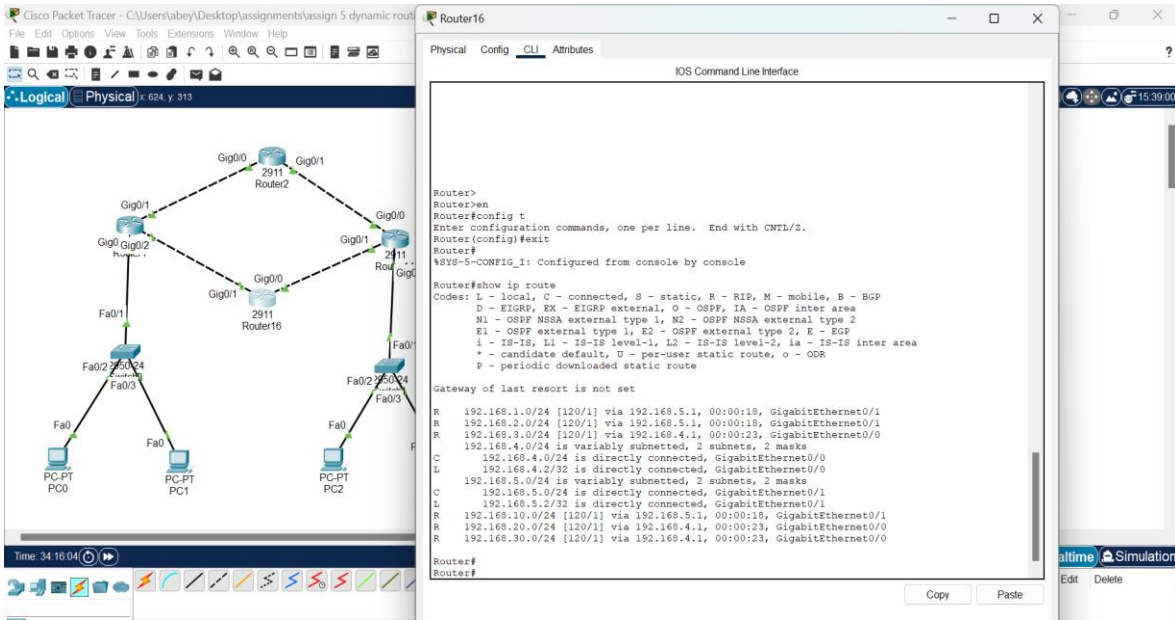 Cisco Packet Tracer - C:\Users\abey\Desktop\assignments\assign 5 dynamic routi
File Edit Options View Tools Extensions Window Help
Logical Physical x: 624, y: 313
15:39:00
Gig0/0
Gig0/1
2911
Router2
Gig0/1
Gig0/0
Gig0
Gig0/2
Gig0/1
2911
Gig0/0
Gig0/1
2911
Router16
Fa0/1
Fa0/2
2950-24
Fa0/3
Fa0/2
2950-24
Fa0/3
Fa0
Fa0
Fa0
PC-PT
PC0
PC-PT
PC1
PC-PT
PC2
Time: 34:16:04
Router16
Physical Config CLI Attributes
IOS Command Line Interface
Router>
Router>en
Router#config t
Enter configuration commands, one per line. End with CNTL/Z.
Router(config)#exit
Router#
%SYS-5-CONFIG_I: Configured from console by console
Router#show ip route
Codes: L - local, C - connected, S - static, R - RIP, M - mobile, B - BGP
D - EIGRP, EX - EIGRP external, O - OSPF, IA - OSPF inter area
N1 - OSPF NSSA external type 1, N2 - OSPF NSSA external type 2
E1 - OSPF external type 1, E2 - OSPF external type 2, E - EGP
i - IS-IS, L1 - IS-IS level-1, L2 - IS-IS level-2, ia - IS-IS inter area
* - candidate default, U - per-user static route, o - ODR
P - periodic downloaded static route
Gateway of last resort is not set
R 192.168.1.0/24 [120/1] via 192.168.5.1, 00:00:18, GigabitEthernet0/1
R 192.168.2.0/24 [120/1] via 192.168.5.1, 00:00:18, GigabitEthernet0/1
R 192.168.3.0/24 [120/1] via 192.168.4.1, 00:00:23, GigabitEthernet0/0
192.168.4.0/24 is variably subnetted, 2 subnets, 2 masks
C 192.168.4.0/24 is directly connected, GigabitEthernet0/0
L 192.168.4.2/32 is directly connected, GigabitEthernet0/0
192.168.5.0/24 is variably subnetted, 2 subnets, 2 masks
C 192.168.5.0/24 is directly connected, GigabitEthernet0/1
L 192.168.5.2/32 is directly connected, GigabitEthernet0/1
R 192.168.10.0/24 [120/1] via 192.168.5.1, 00:00:18, GigabitEthernet0/1
R 192.168.20.0/24 [120/1] via 192.168.4.1, 00:00:23, GigabitEthernet0/0
R 192.168.30.0/24 [120/1] via 192.168.4.1, 00:00:23, GigabitEthernet0/0
Router#
Router#
Copy Paste
altime Simulation
Edit Delete